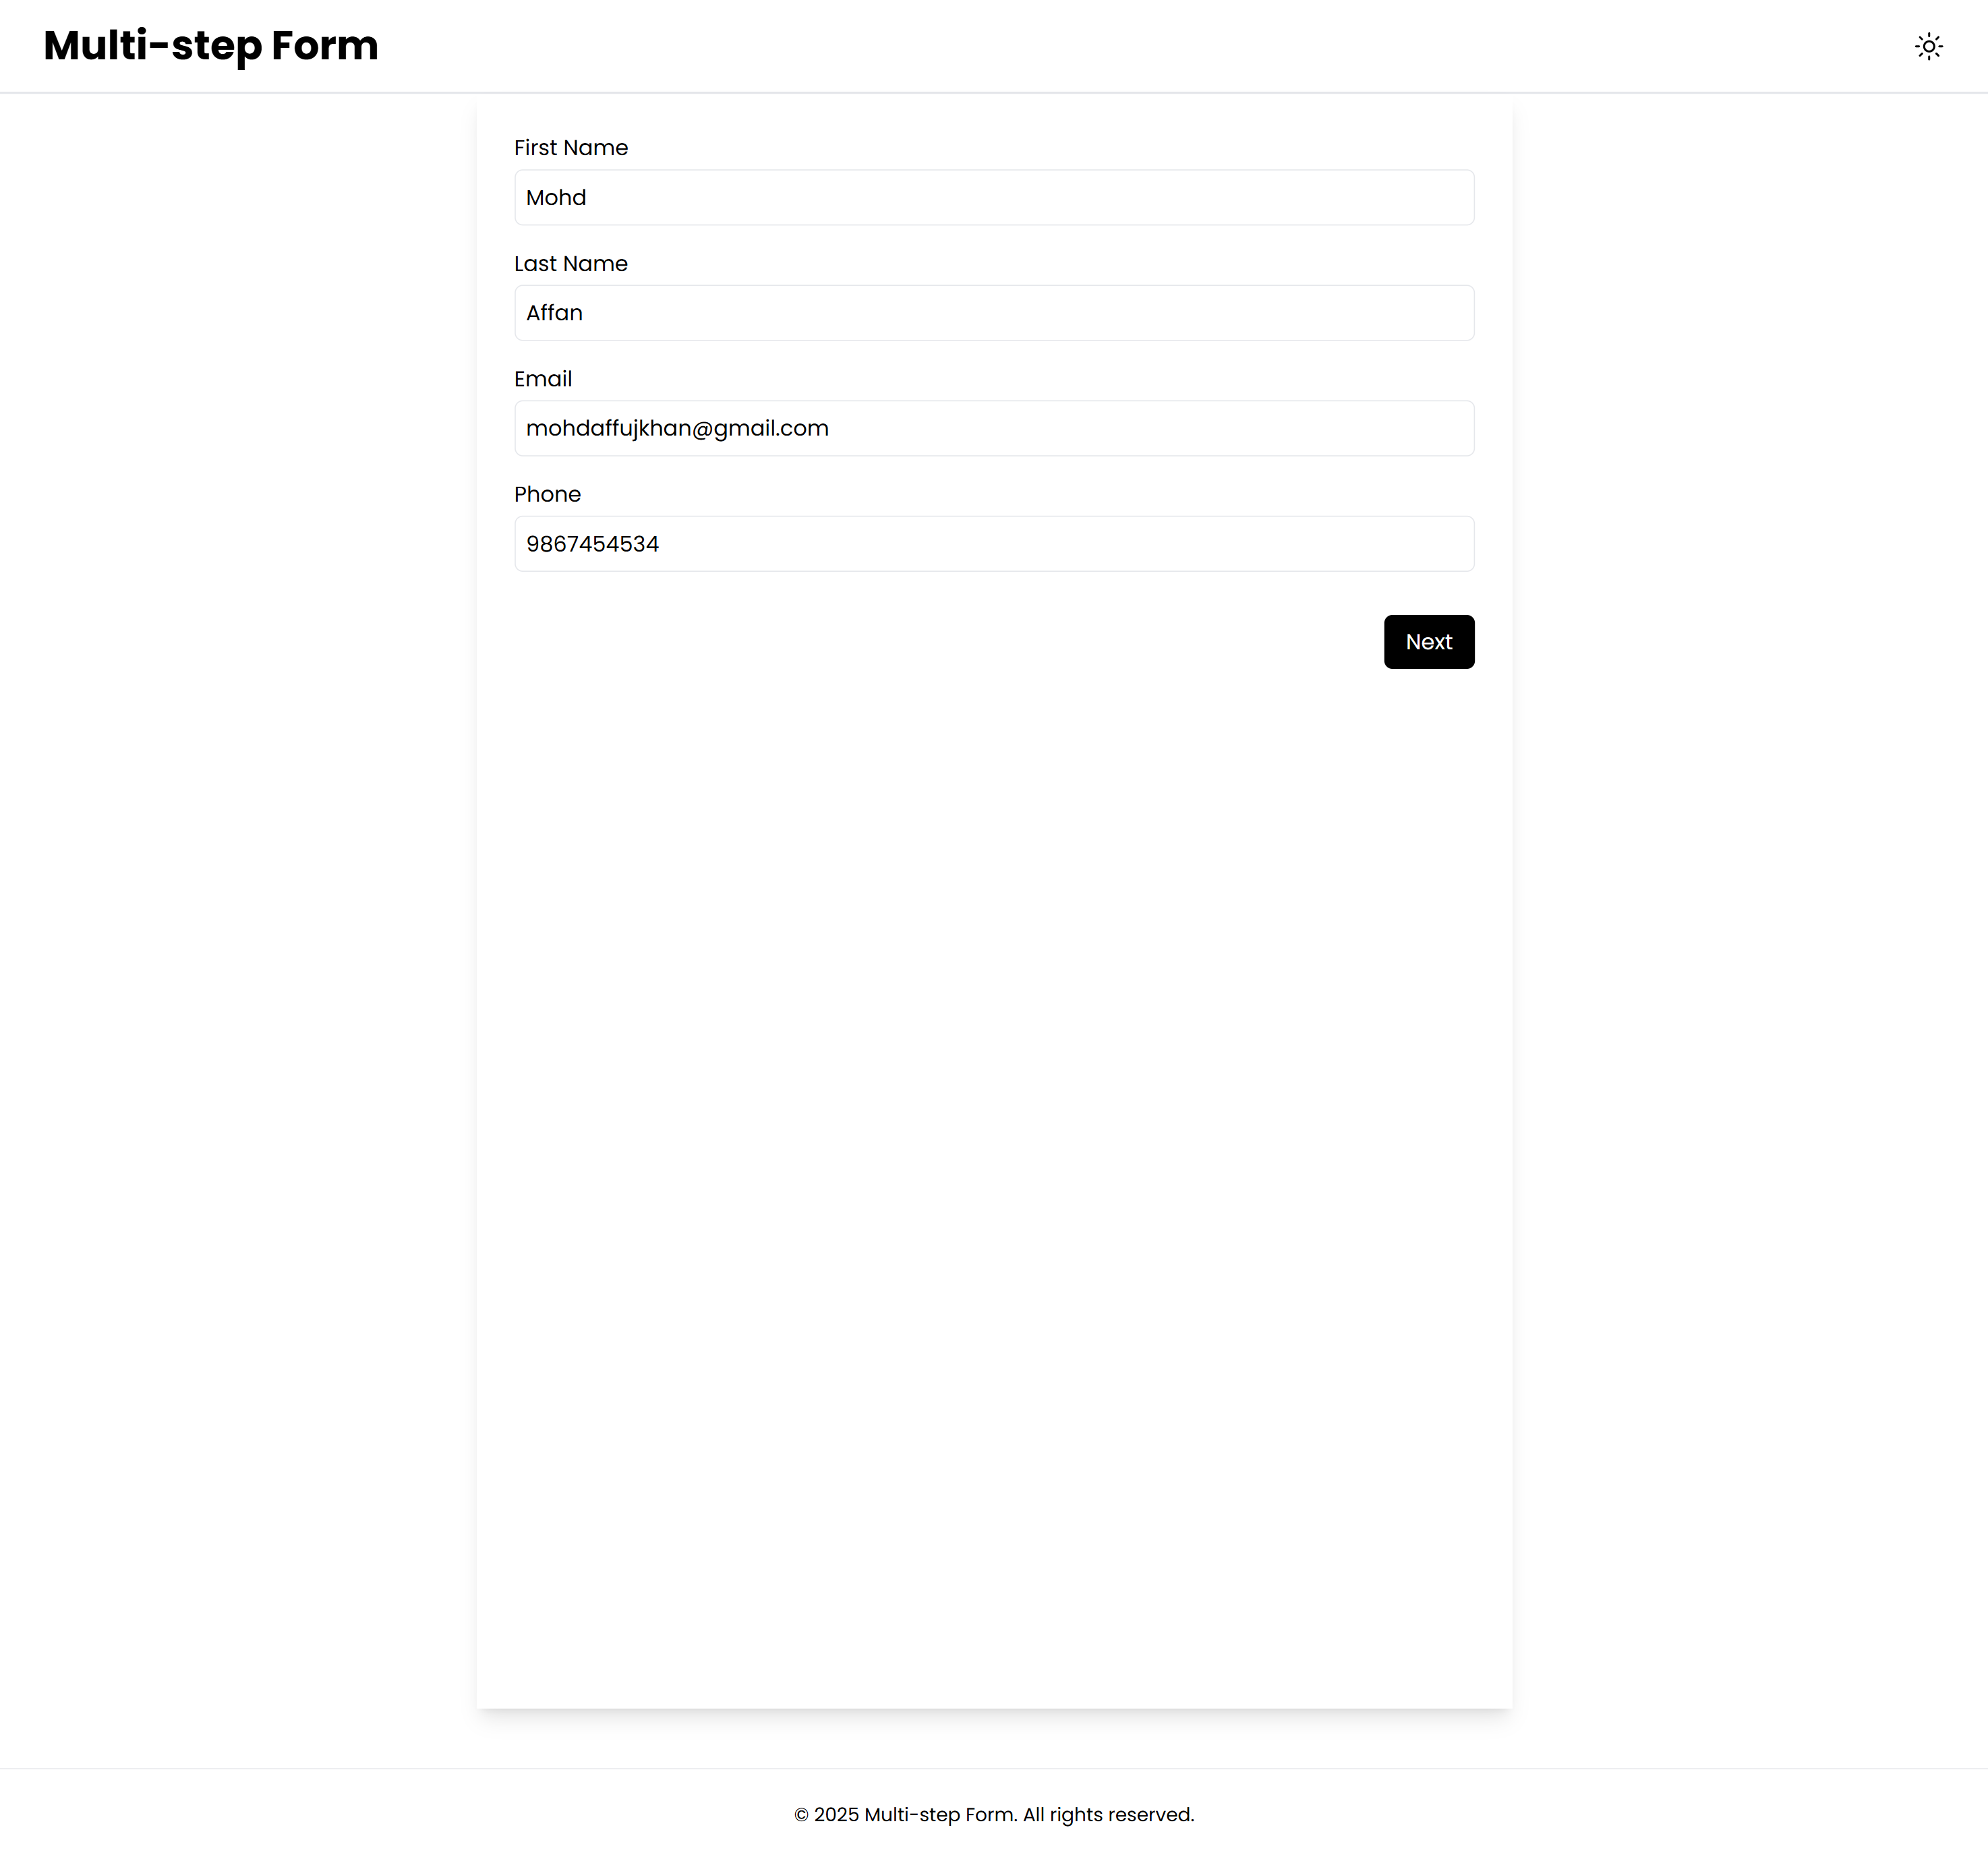 Multi-step Form
First Name
Mohd
Last Name
Affan
Email
mohdaffujkhan@gmail.com
Phone
9867454534
Next
© 2025 Multi-step Form. All rights reserved.